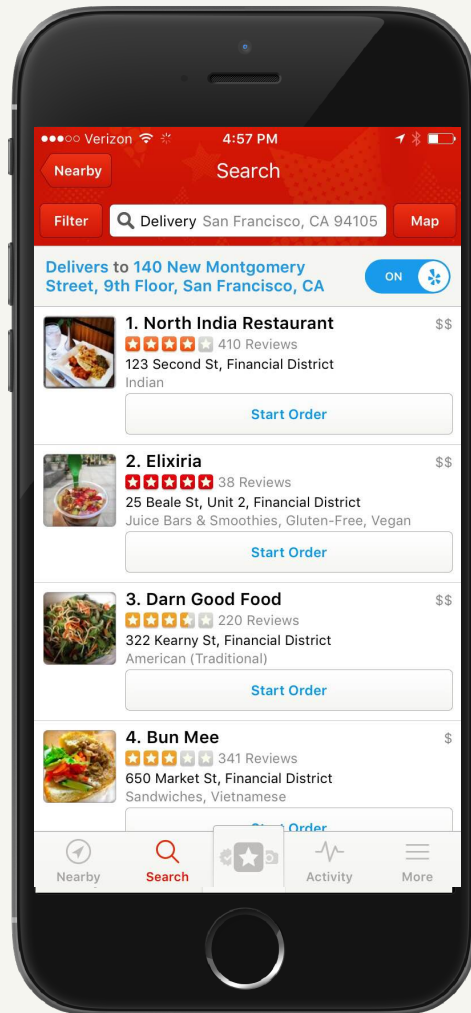 Verizon 4:57 PM
Nearby Search
Filter Delivery San Francisco, CA 94105 Map
Delivers to 140 New Montgomery
Street, 9th Floor, San Francisco, CA
ON
1. North India Restaurant $$
410 Reviews
123 Second St, Financial District
Indian
Start Order
2. Elixiria $$
38 Reviews
25 Beale St, Unit 2, Financial District
Juice Bars & Smoothies, Gluten-Free, Vegan
Start Order
3. Darn Good Food $$
220 Reviews
322 Kearny St, Financial District
American (Traditional)
Start Order
4. Bun Mee $
341 Reviews
650 Market St, Financial District
Sandwiches, Vietnamese
Order
Nearby Search Activity More